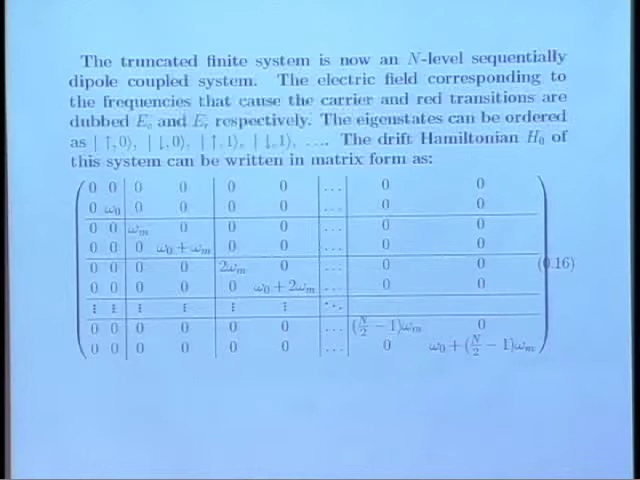 The truncated finite system is now an N-level sequentially
dipole coupled system. The electric field corresponding to
the frequencies that cause the carrier and red transitions are
dubbed E_c and E_r respectively. The eigenstates can be ordered
as | ↑, 0⟩, | ↓, 0⟩, | ↑, 1⟩, | ↓, 1⟩, .... The drift Hamiltonian H_0 of
this system can be written in matrix form as:
0 0 0 0 0 0 ... 0 0
0 ω_0 0 0 0 0 ... 0 0
0 0 ω_m 0 0 0 ... 0 0
0 0 0 ω_0 + ω_m 0 0 ... 0 0
0 0 0 0 2ω_m 0 ... 0 0 (0.16)
0 0 0 0 0 ω_0 + 2ω_m ... 0 0
⋮ ⋮ ⋮ ⋮ ⋮ ⋮ ⋱
0 0 0 0 0 0 ... (N/2 − 1)ω_m 0
0 0 0 0 0 0 ... 0 ω_0 + (N/2 − 1)ω_m